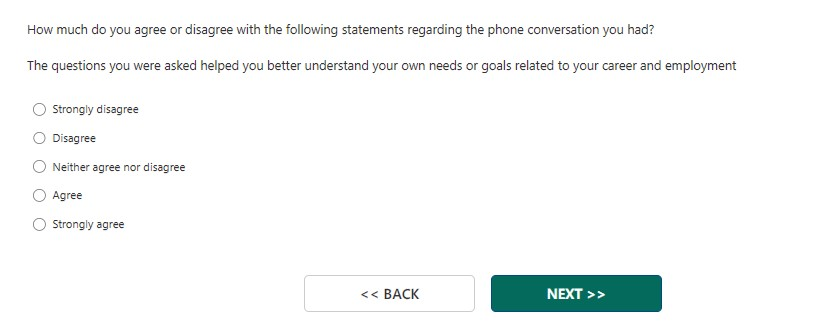 How much do you agree or disagree with the following statements regarding the phone conversation you had?
The questions you were asked helped you better understand your own needs or goals related to your career and employment
Strongly disagree
Disagree
Neither agree nor disagree
Agree
Strongly agree
<< BACK
NEXT >>